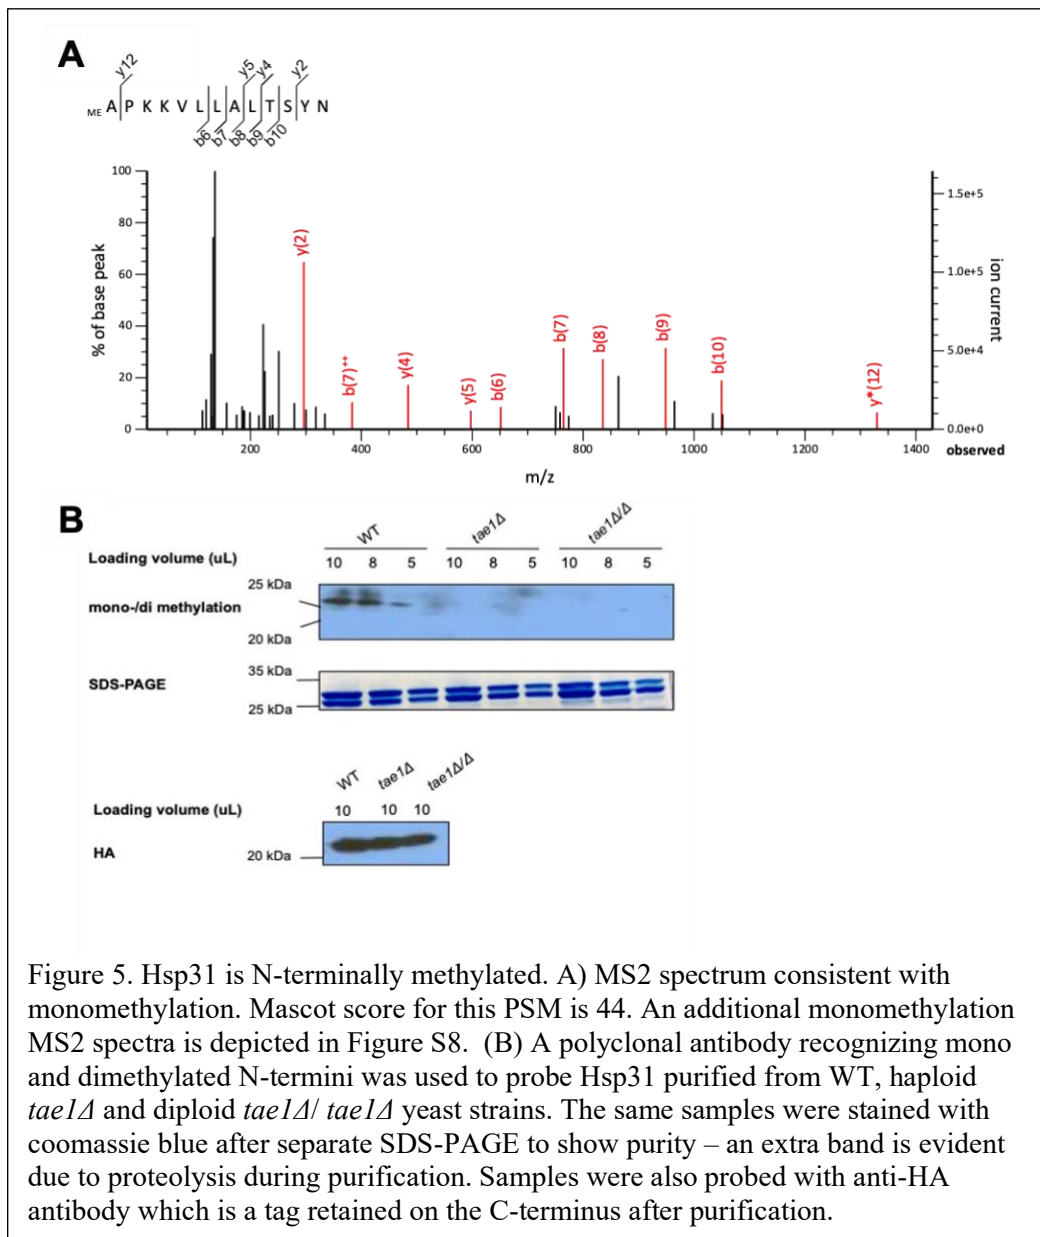 A
y12 y5 y4 y2
ME A P K K V L L A L T S Y N
b6 b7 b8 b9 b10
100
80
60
40
20
0
% of base peak
y(2)
b(7)⁺⁺
y(4)
y(5)
b(6)
b(7)
b(8)
b(9)
b(10)
y*(12)
1.5e+5
1.0e+5
5.0e+4
0.0e+0
ion current
200 400 600 800 1000 1200 1400 observed
m/z
B
WT tae1Δ tae1Δ/Δ
Loading volume (uL) 10 8 5 10 8 5 10 8 5
25 kDa
mono-/di methylation
20 kDa
35 kDa
SDS-PAGE
25 kDa
WT tae1Δ tae1Δ/Δ
Loading volume (uL) 10 10 10
HA 20 kDa
Figure 5. Hsp31 is N-terminally methylated. A) MS2 spectrum consistent with
monomethylation. Mascot score for this PSM is 44. An additional monomethylation
MS2 spectra is depicted in Figure S8. (B) A polyclonal antibody recognizing mono
and dimethylated N-termini was used to probe Hsp31 purified from WT, haploid
tae1Δ and diploid tae1Δ/ tae1Δ yeast strains. The same samples were stained with
coomassie blue after separate SDS-PAGE to show purity – an extra band is evident
due to proteolysis during purification. Samples were also probed with anti-HA
antibody which is a tag retained on the C-terminus after purification.